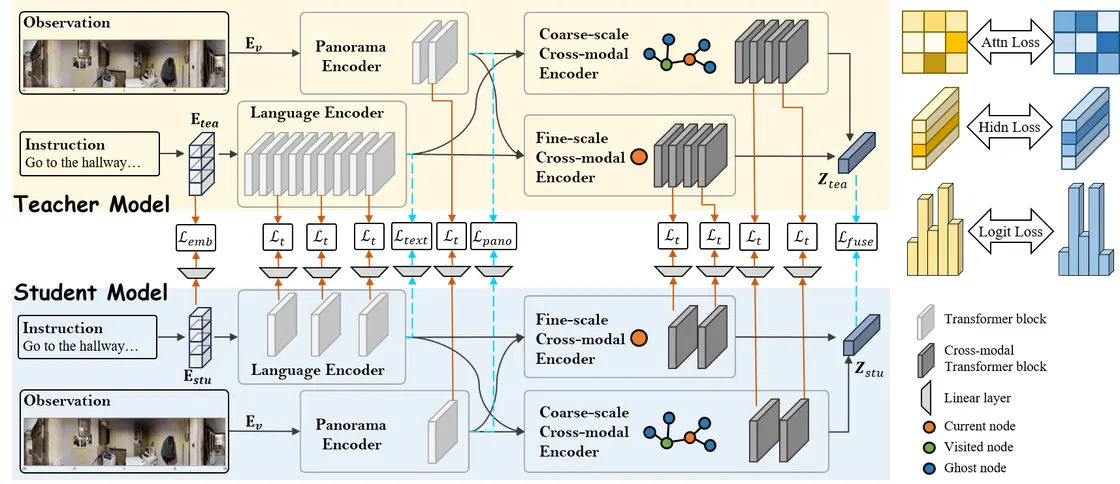 Observation
E_v
Panorama
Encoder
Coarse-scale
Cross-modal
Encoder
Attn Loss
E_tea
Language Encoder
Instruction
Go to the hallway…
Fine-scale
Cross-modal
Encoder
Hidn Loss
Z_tea
Teacher Model
ℒ_emb
ℒ_t
ℒ_t
ℒ_t
ℒ_text
ℒ_t
ℒ_pano
ℒ_t
ℒ_t
ℒ_t
ℒ_t
ℒ_fuse
Logit Loss
Student Model
Instruction
Go to the hallway…
E_stu
Language Encoder
Fine-scale
Cross-modal
Encoder
Z_stu
Observation
E_v
Panorama
Encoder
Coarse-scale
Cross-modal
Encoder
Transformer block
Cross-modal
Transformer block
Linear layer
Current node
Visited node
Ghost node